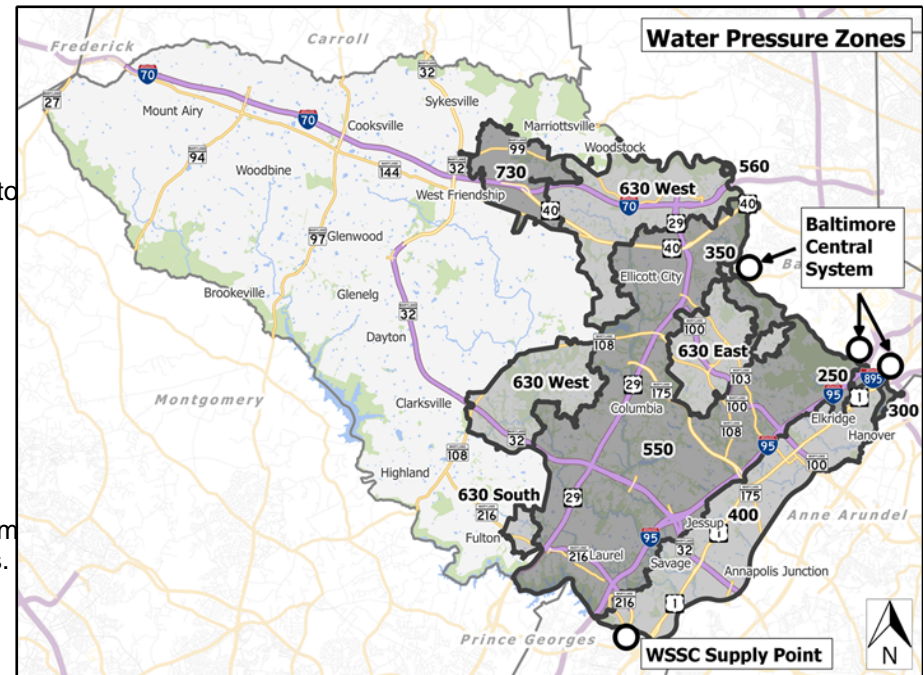 Water Pressure Zones
Frederick
Carroll
70
27
Mount Airy
32
Sykesville
Cooksville
70
Marriottsville
99
Woodstock
94
Woodbine
144
32
730
560
to
West Friendship
630 West
70
40
40
29
97
Glenwood
40
350
Baltimore
Central
System
Ba
Ellicott City
Brookeville
Glenelg
32
Dayton
108
100
630 East
630 West
29
175
103
250
95
895
1
300
Montgomery
Clarksville
Columbia
100
Elkridge
Hanover
108
32
108
550
95
100
Highland
630 South
29
175
400
Anne Arundel
216
Fulton
Jessup
1
m
s.
95
216
Laurel
32
Savage
Annapolis Junction
216
1
Prince Georges
WSSC Supply Point
N